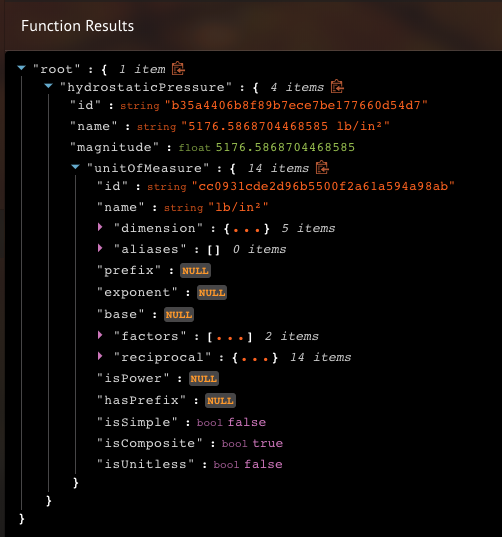 Function Results
"root" : { 1 item
"hydrostaticPressure" : { 4 items
"id" : string "b35a4406b8f89b7ece7be177660d54d7"
"name" : string "5176.5868704468585 lb/in²"
"magnitude" : float 5176.5868704468585
"unitOfMeasure" : { 14 items
"id" : string "cc0931cde2d96b5500f2a61a594a98ab"
"name" : string "lb/in²"
"dimension" : {...} 5 items
"aliases" : [] 0 items
"prefix" : NULL
"exponent" : NULL
"base" : NULL
"factors" : [...] 2 items
"reciprocal" : {...} 14 items
"isPower" : NULL
"hasPrefix" : NULL
"isSimple" : bool false
"isComposite" : bool true
"isUnitless" : bool false
}
}
}